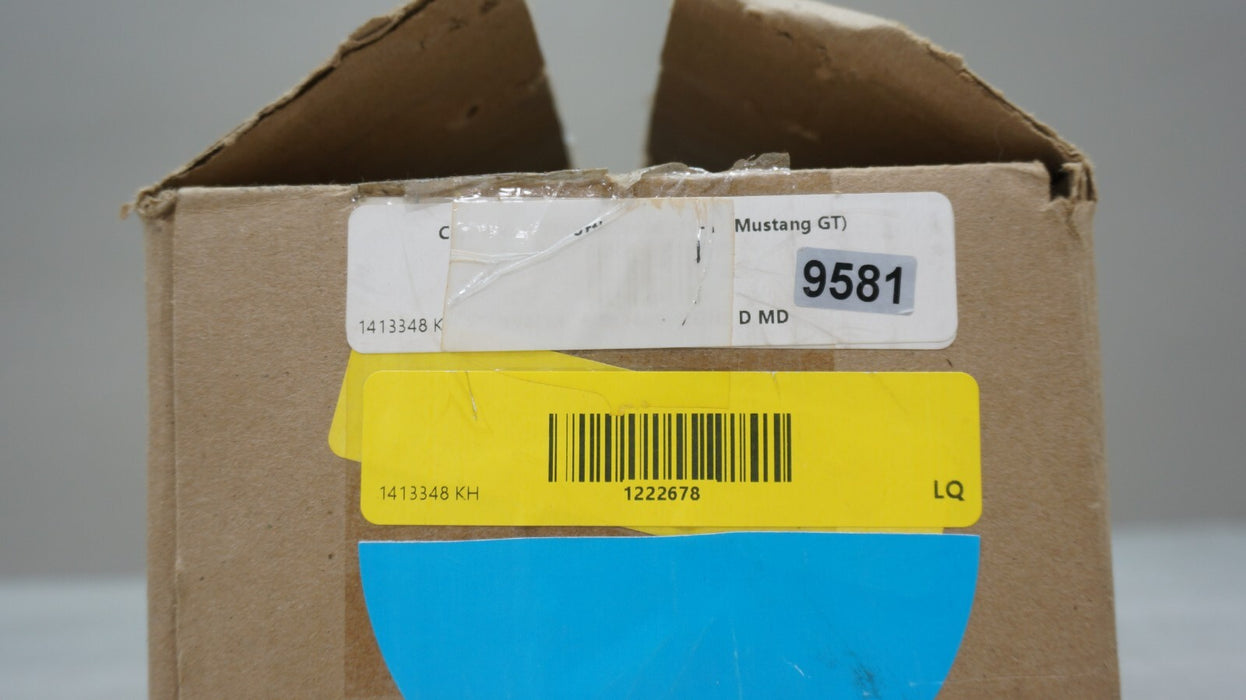 (Mustang GT)
9581
1413348 K
D MD
1222678
1413348 KH
LQ